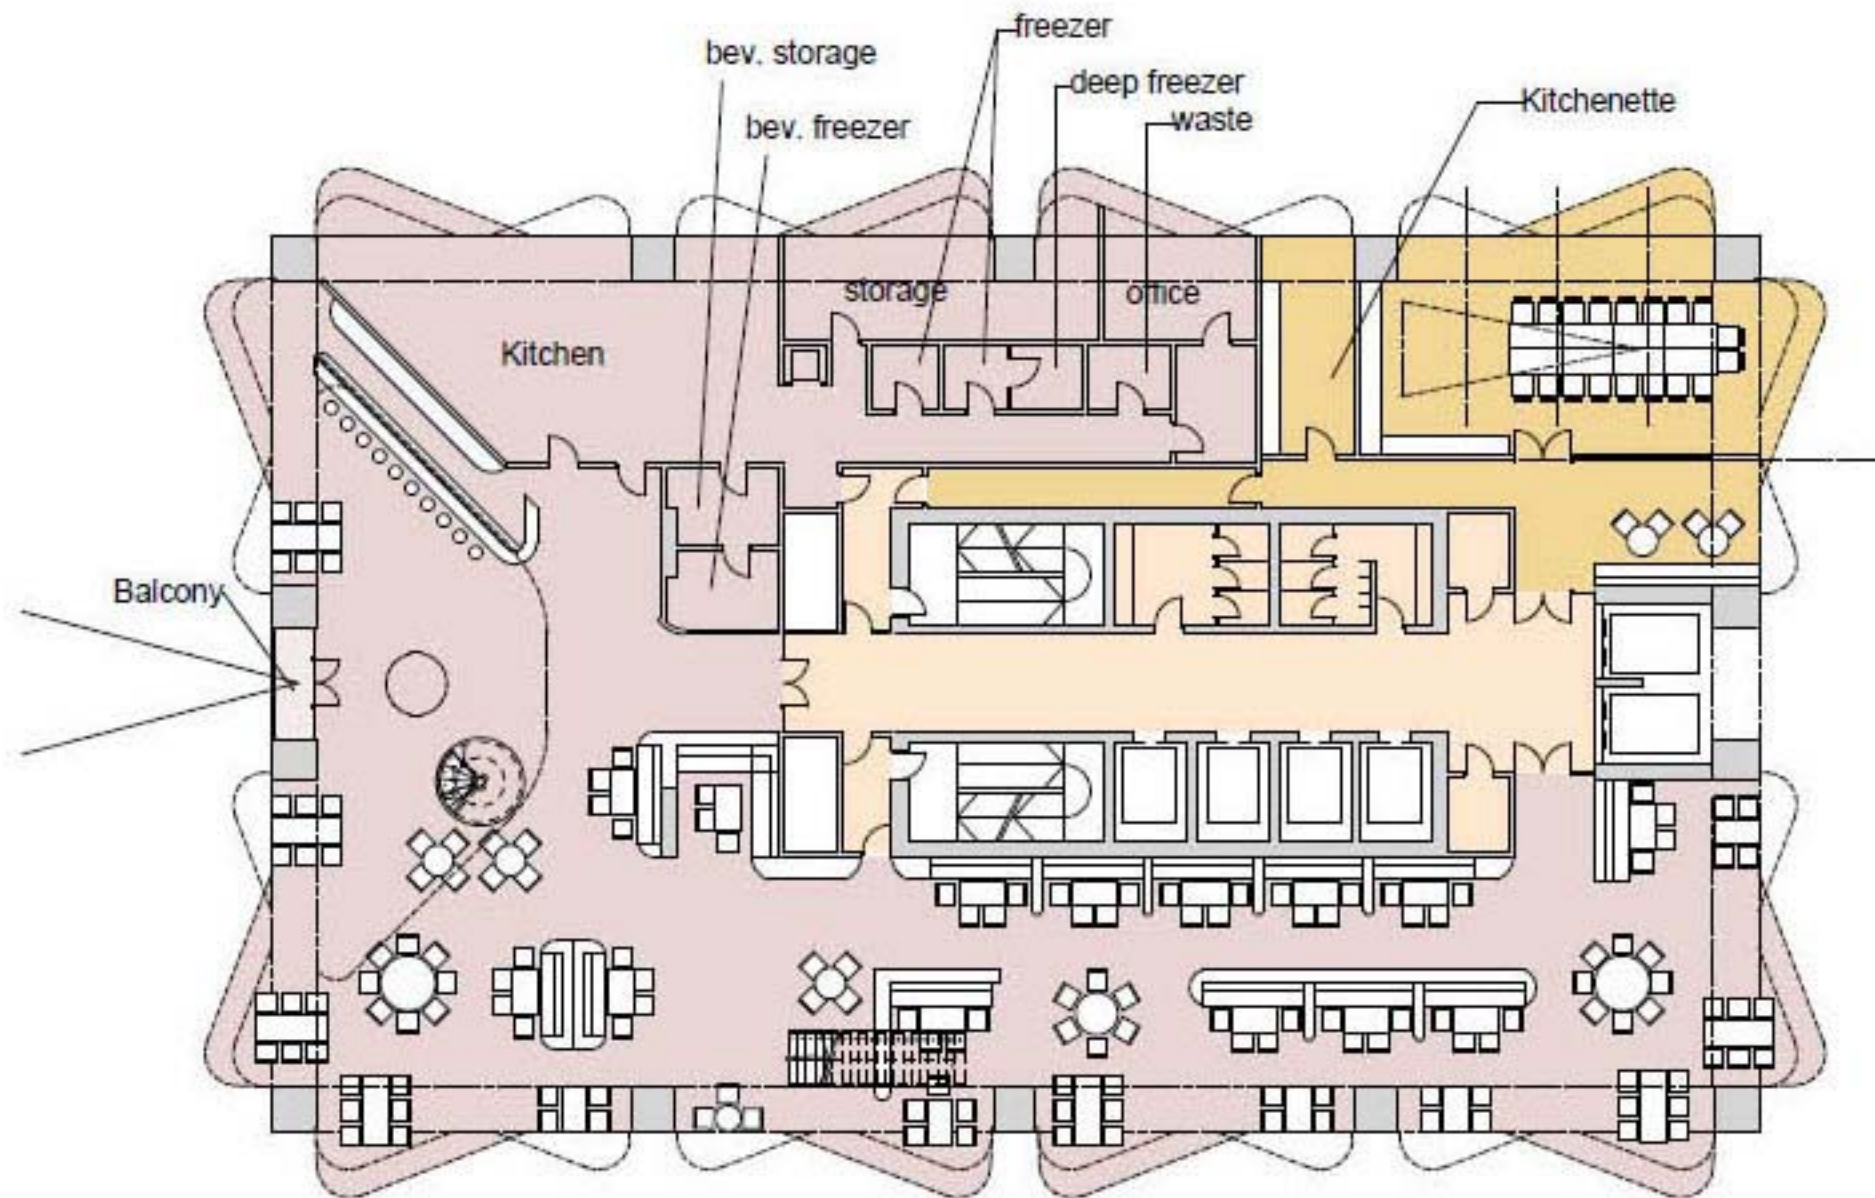 freezer
bev. storage
deep freezer
Kitchenette
waste
bev. freezer
storage
office
Kitchen
Balcony